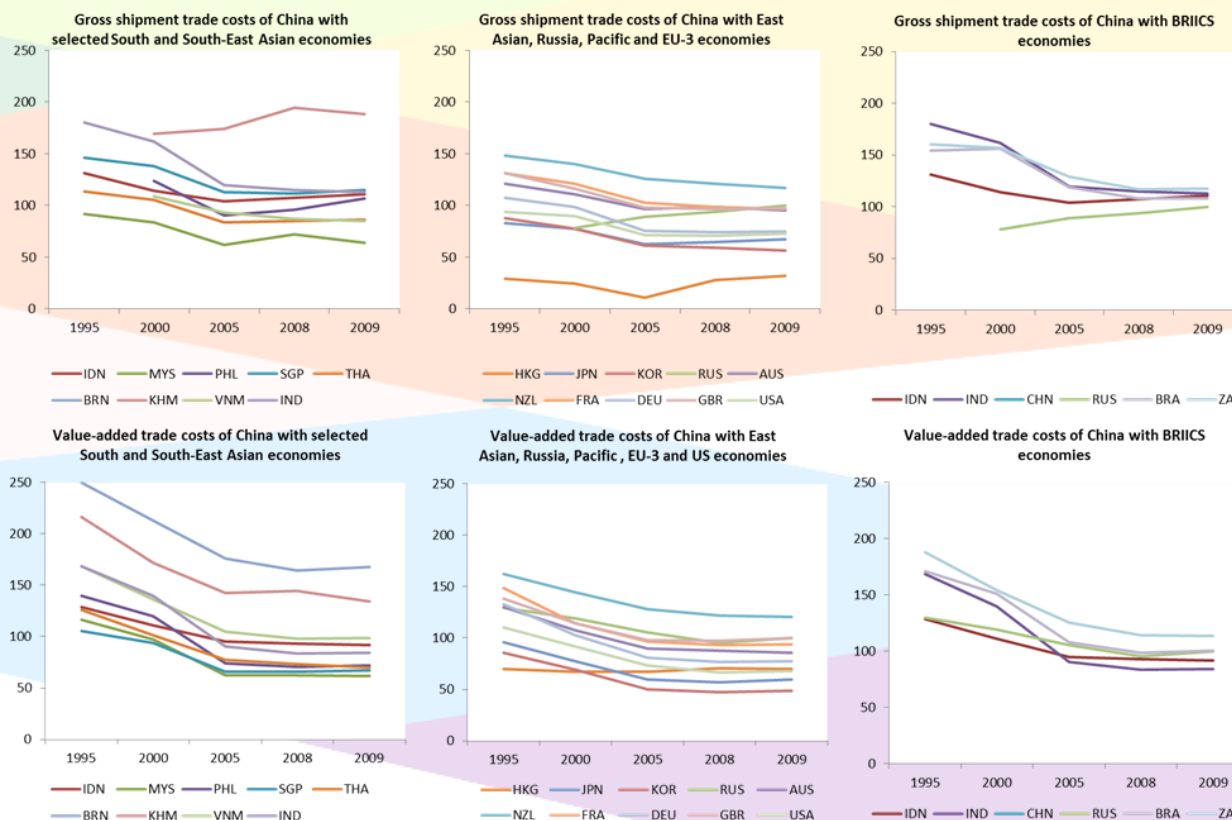 Gross shipment trade costs of China with
selected South and South-East Asian economies
250
200
150
100
50
0
1995 2000 2005 2008 2009
IDN MYS PHL SGP THA
BRN KHM VNM IND
Gross shipment trade costs of China with East
Asian, Russia, Pacific and EU-3 economies
250
200
150
100
50
0
1995 2000 2005 2008 2009
HKG JPN KOR RUS AUS
NZL FRA DEU GBR USA
Gross shipment trade costs of China with BRIICS
economies
250
200
150
100
50
0
1995 2000 2005 2008 2009
IDN IND CHN RUS BRA ZA
Value-added trade costs of China with selected
South and South-East Asian economies
250
200
150
100
50
0
1995 2000 2005 2008 2009
IDN MYS PHL SGP THA
BRN KHM VNM IND
Value-added trade costs of China with East
Asian, Russia, Pacific , EU-3 and US economies
250
200
150
100
50
0
1995 2000 2005 2008 2009
HKG JPN KOR RUS AUS
NZL FRA DEU GBR USA
Value-added trade costs of China with BRIICS
economies
250
200
150
100
50
0
1995 2000 2005 2008 2009
IDN IND CHN RUS BRA ZA